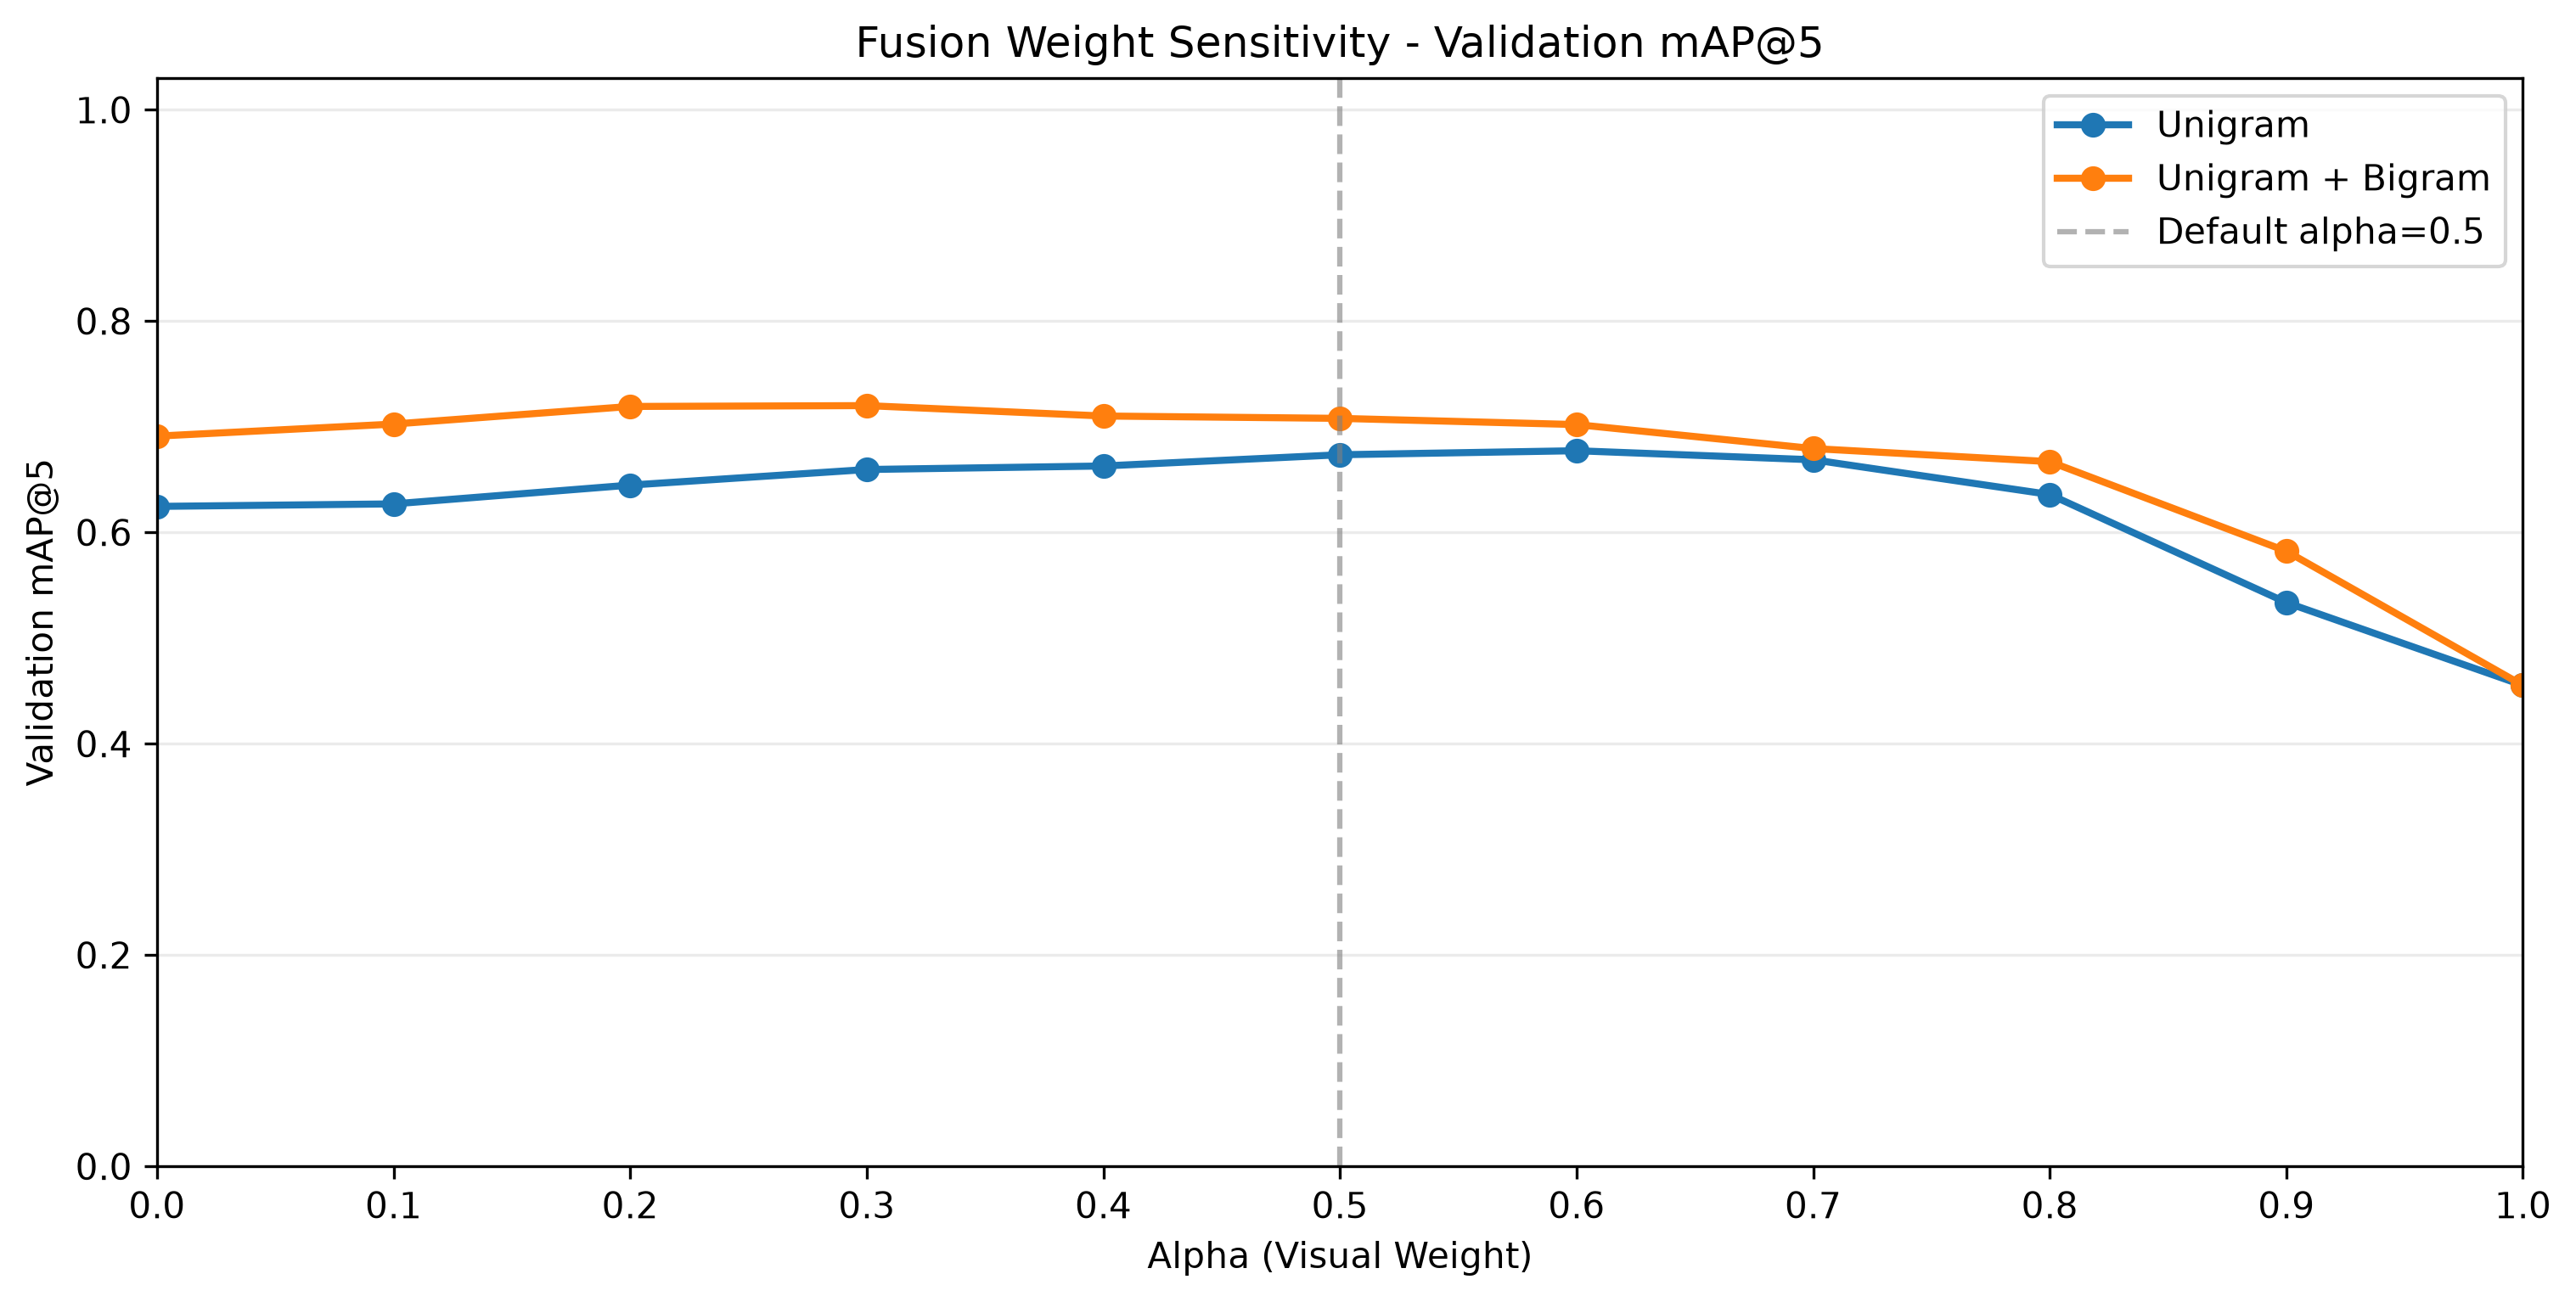 Fusion Weight Sensitivity - Validation mAP@5
Unigram
Unigram + Bigram
Default alpha=0.5
Validation mAP@5
1.0
0.8
0.6
0.4
0.2
0.0
0.0 0.1 0.2 0.3 0.4 0.5 0.6 0.7 0.8 0.9 1.0
Alpha (Visual Weight)